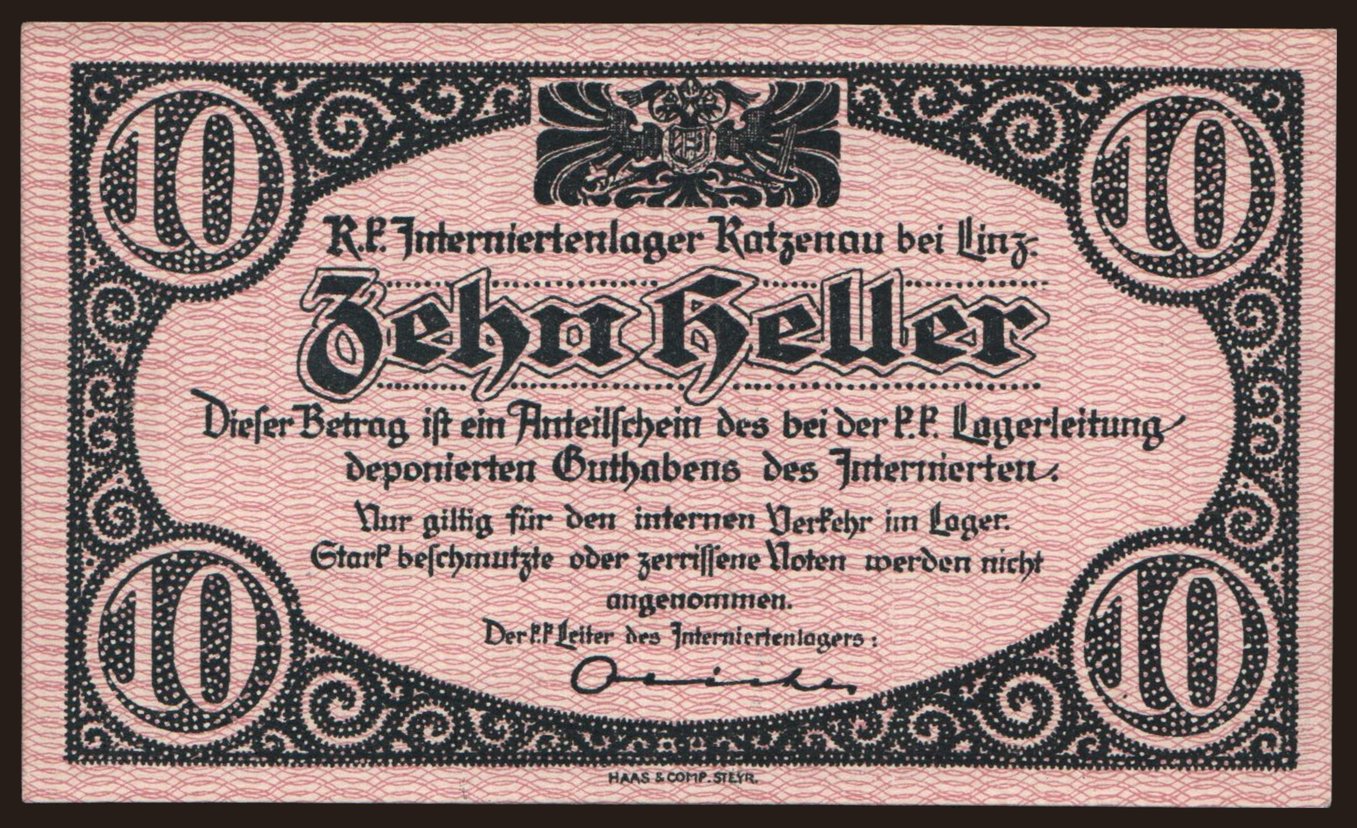 10 10
K.k. Interniertenlager Katzenau bei Linz.
Zehn Heller
Dieser Betrag ist ein Anteilschein des bei der k.k. Lagerleitung
deponierten Guthabens des Internierten.
Nur giltig für den internen Verkehr im Lager.
Stark beschmutzte oder zerrissene Noten werden nicht
angenommen.
Der k.k Leiter des Interniertenlagers:
10 10
HAAS & COMP. STEYR.